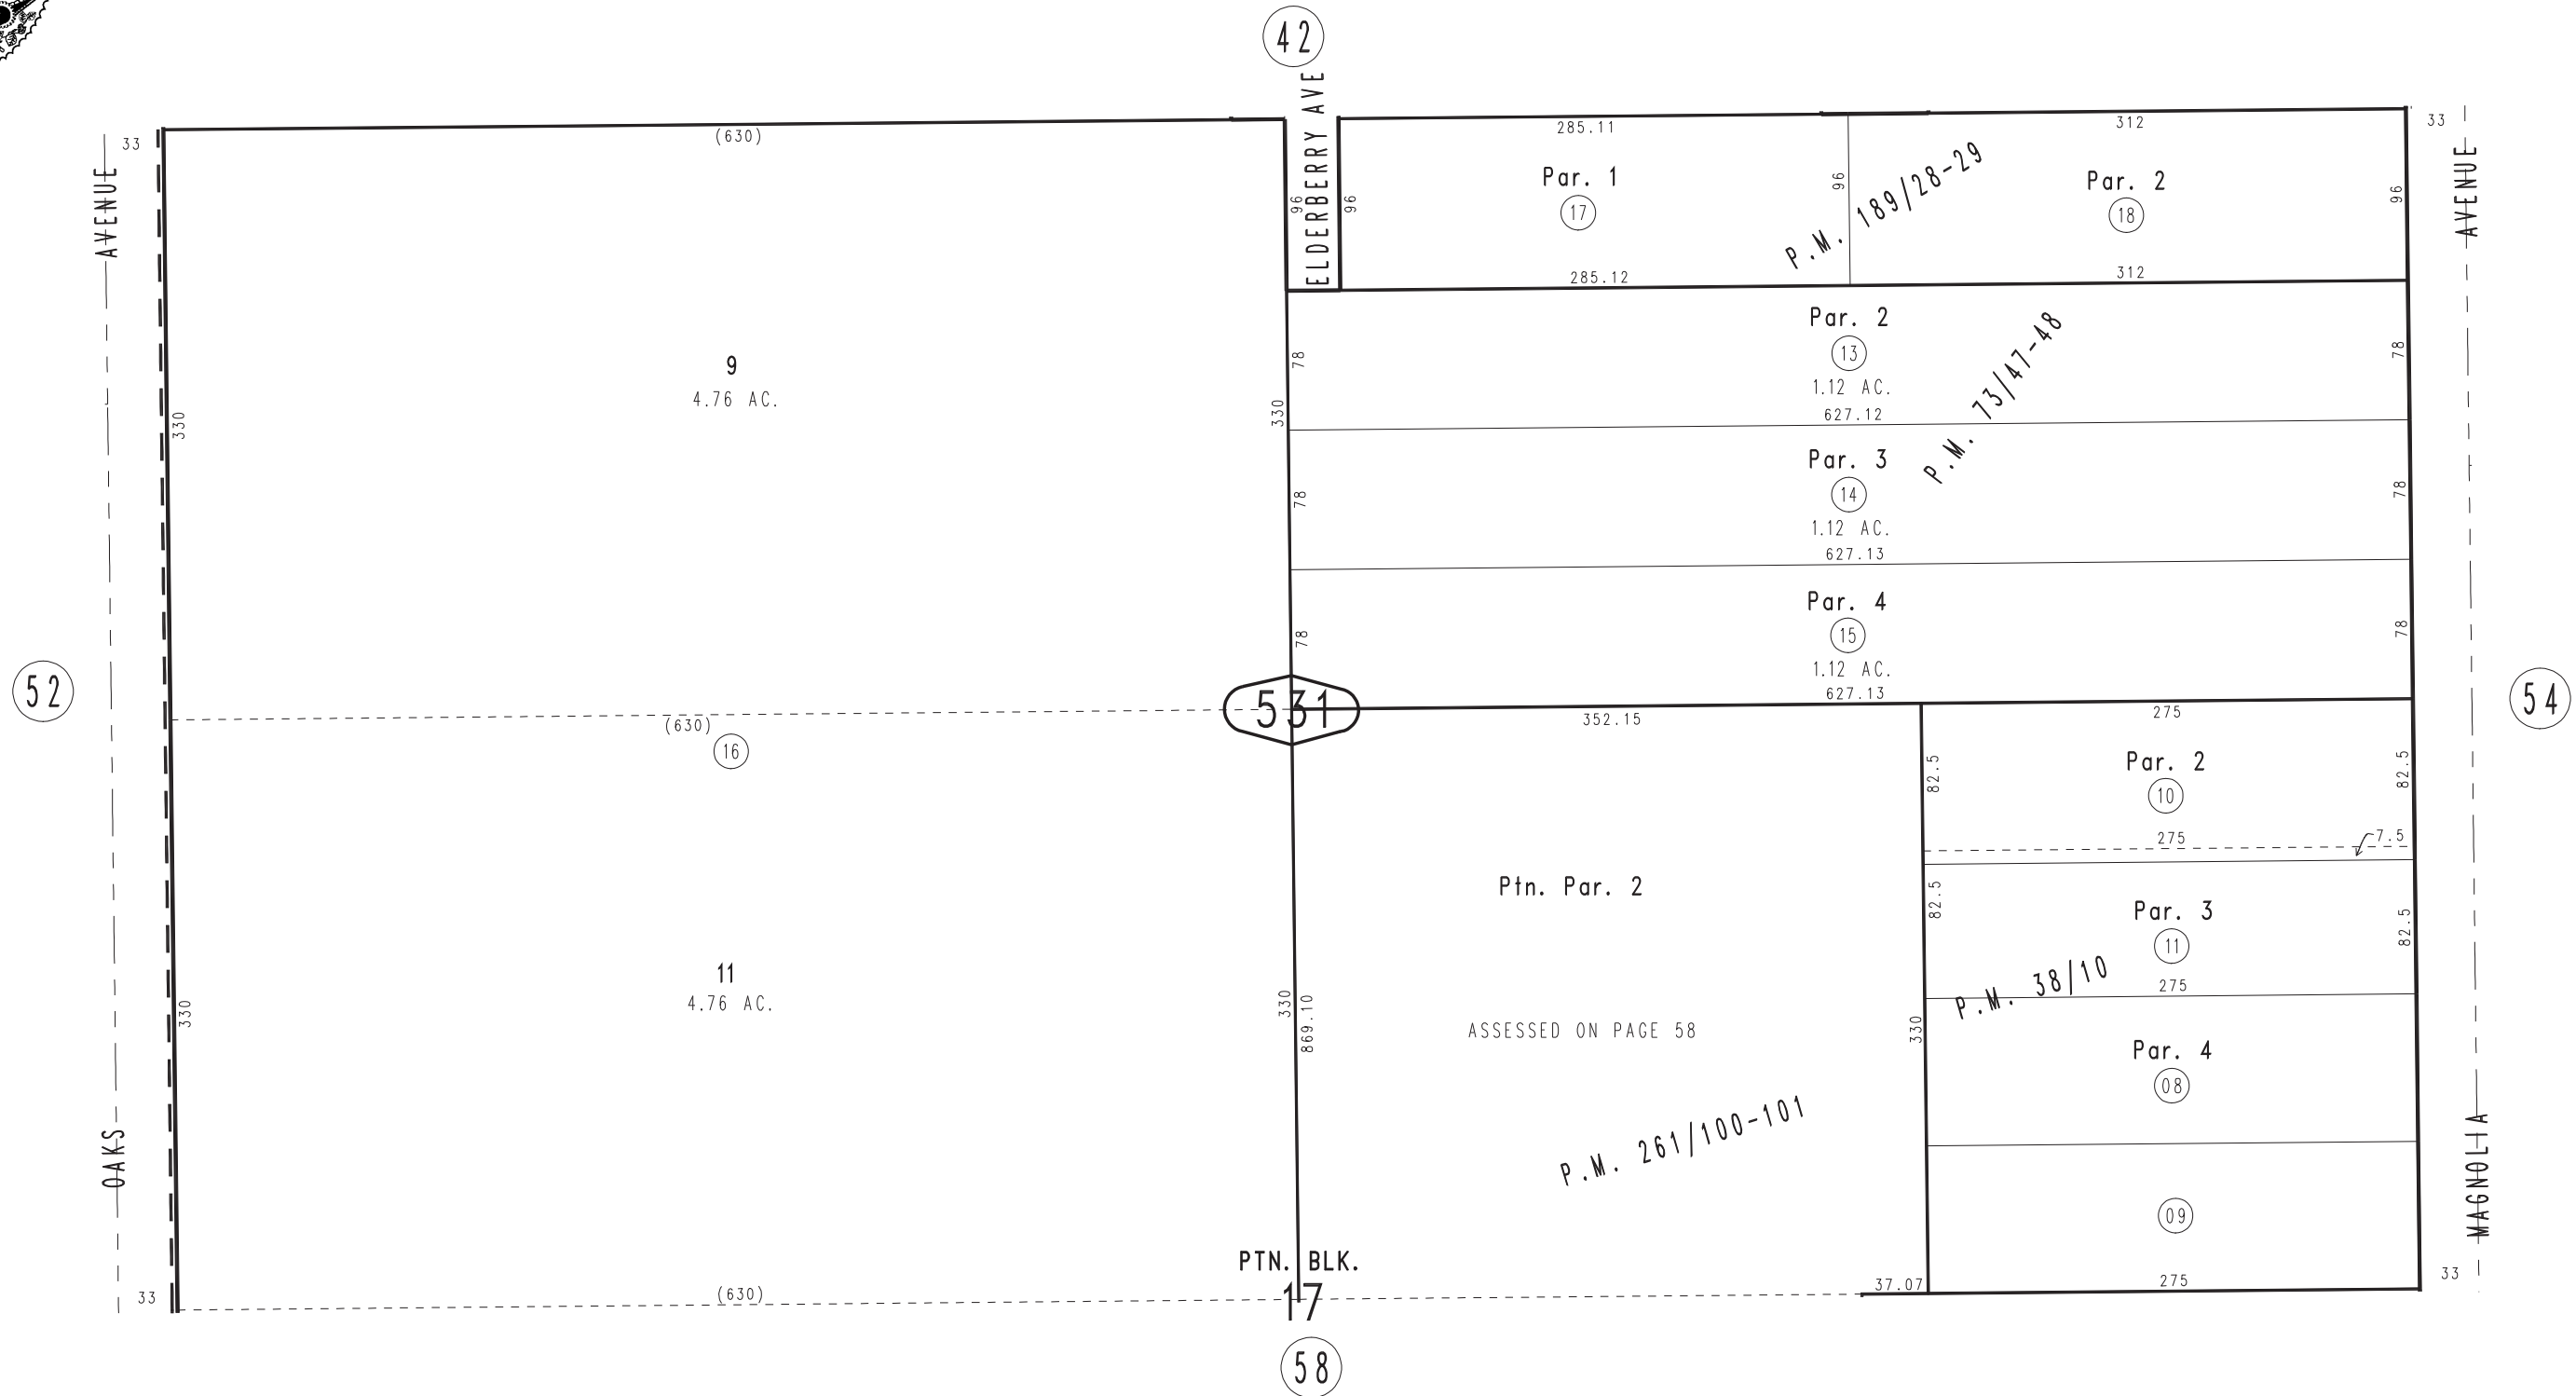 42
ELDERBERRY AVE
33
AVENUE
(630)
285.11
312
33
AVENUE
96
96
Par. 1
17
96
P.M. 189/28-29
Par. 2
18
96
285.12
312
9
4.76 AC.
330
330
78
Par. 2
13
1.12 AC.
627.12
P.M. 73/47-48
78
78
Par. 3
14
1.12 AC.
627.13
78
78
Par. 4
15
1.12 AC.
627.13
78
52
531
54
(630)
16
352.15
275
82.5
Par. 2
10
82.5
275
7.5
Ptn. Par. 2
82.5
Par. 3
11
82.5
275
P.M. 38/10
11
4.76 AC.
330
330
869.10
ASSESSED ON PAGE 58
330
Par. 4
08
P.M. 261/100-101
OAKS
MAGNOLIA
09
PTN. BLK.
17
33
(630)
37.07
275
33
58